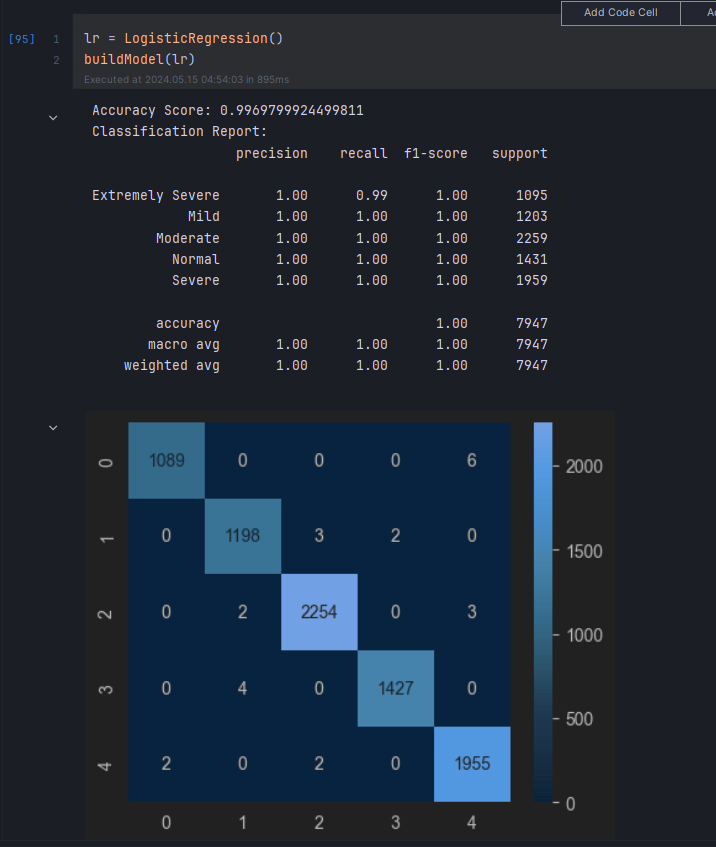 Add Code Cell
A
[95] 1 lr = LogisticRegression()
2 buildModel(lr)
Executed at 2024.05.15 04:54:03 in 895ms
Accuracy Score: 0.9969799924499811
Classification Report:
precision recall f1-score support
Extremely Severe 1.00 0.99 1.00 1095
Mild 1.00 1.00 1.00 1203
Moderate 1.00 1.00 1.00 2259
Normal 1.00 1.00 1.00 1431
Severe 1.00 1.00 1.00 1959
accuracy 1.00 7947
macro avg 1.00 1.00 1.00 7947
weighted avg 1.00 1.00 1.00 7947
0 1089 0 0 0 6
1 0 1198 3 2 0
2 0 2 2254 0 3
3 0 4 0 1427 0
4 2 0 2 0 1955
0 1 2 3 4
2000
1500
1000
500
0